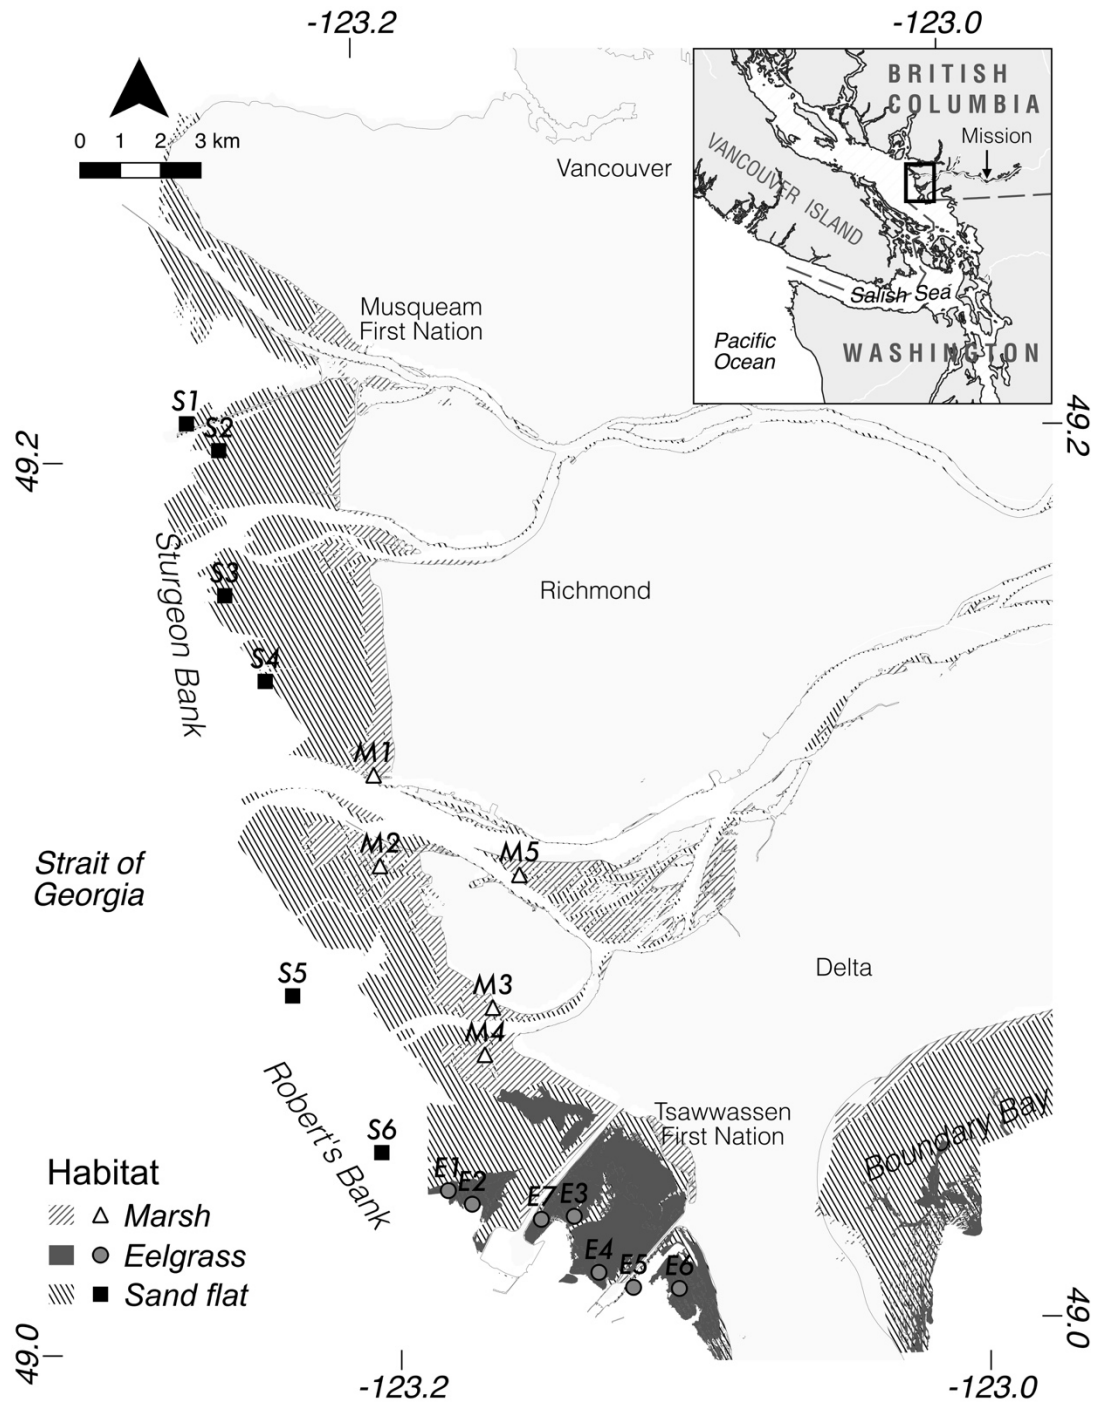 -123.2
-123.0
0 1 2 3 km
Vancouver
BRITISH
COLUMBIA
Mission
VANCOUVER ISLAND
Salish Sea
Pacific
Ocean
WASHINGTON
Musqueam
First Nation
S1
S2
49.2
49.2
Sturgeon Bank
S3
Richmond
S4
M1
M2
M5
Strait of
Georgia
Delta
S5
M3
M4
Robert's Bank
Tsawwassen
First Nation
Boundary Bay
S6
E1
E2
E7
E3
E4
E5
E6
Habitat
Marsh
Eelgrass
Sand flat
49.0
49.0
-123.2
-123.0